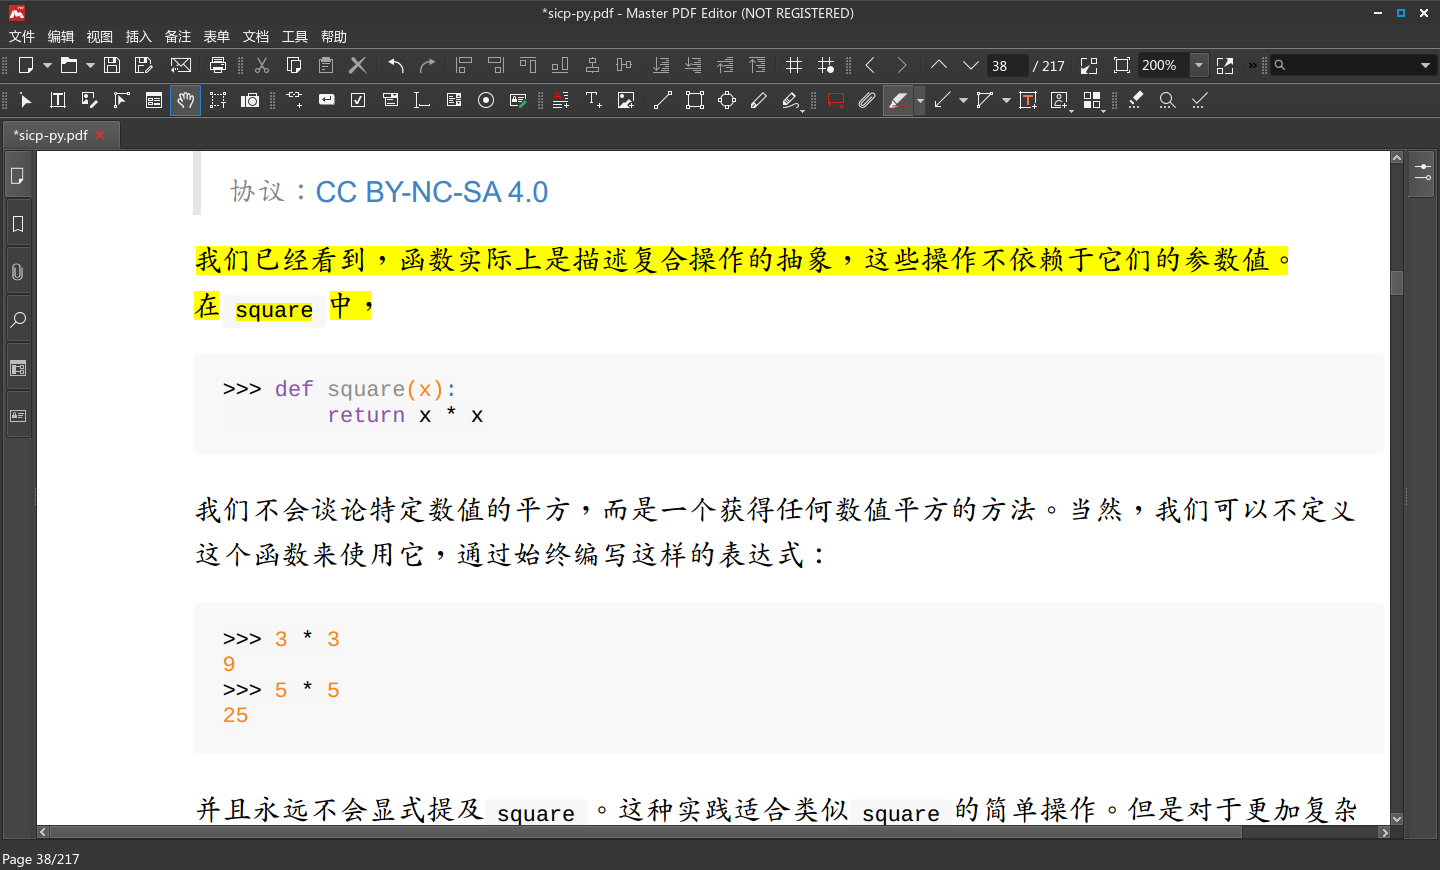 *sicp-py.pdf - Master PDF Editor (NOT REGISTERED)
文件 编辑 视图 插入 备注 表单 文档 工具 帮助
38 / 217 200%
*sicp-py.pdf
协议：CC BY-NC-SA 4.0
我们已经看到，函数实际上是描述复合操作的抽象，这些操作不依赖于它们的参数值。
在 square 中，
>>> def square(x):
return x * x
我们不会谈论特定数值的平方，而是一个获得任何数值平方的方法。当然，我们可以不定义
这个函数来使用它，通过始终编写这样的表达式：
>>> 3 * 3
9
>>> 5 * 5
25
并且永远不会显式提及 square 。这种实践适合类似 square 的简单操作。但是对于更加复杂
Page 38/217